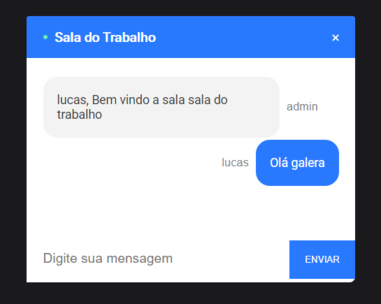 Sala do Trabalho
×
lucas, Bem vindo a sala sala do
trabalho
admin
lucas
Olá galera
Digite sua mensagem
ENVIAR